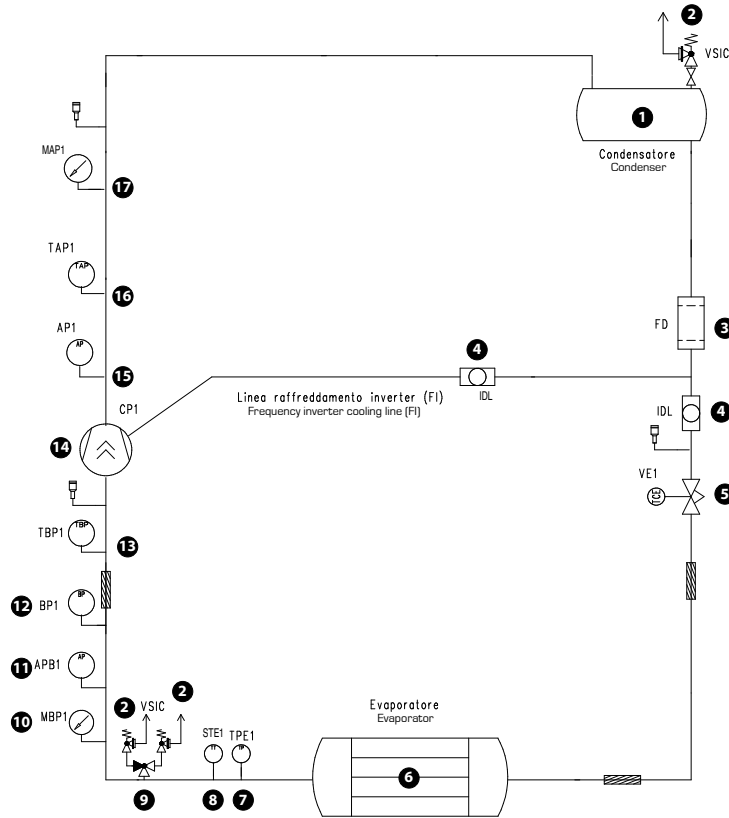 2
VSIC
1
Condensatore
Condenser
MAP1
17
TAP1
TAP
16
FD
3
AP1
AP
15
4
IDL
Linea raffreddamento inverter (FI)
Frequency inverter cooling line (FI)
CP1
14
IDL
4
VE1
TCE
5
TBP1
TBP
13
12
BP1
BP
11
APB1
AP
10
MBP1
2
VSIC
2
STE1
TT
TPE1
TP
Evaporatore
Evaporator
6
9
8
7